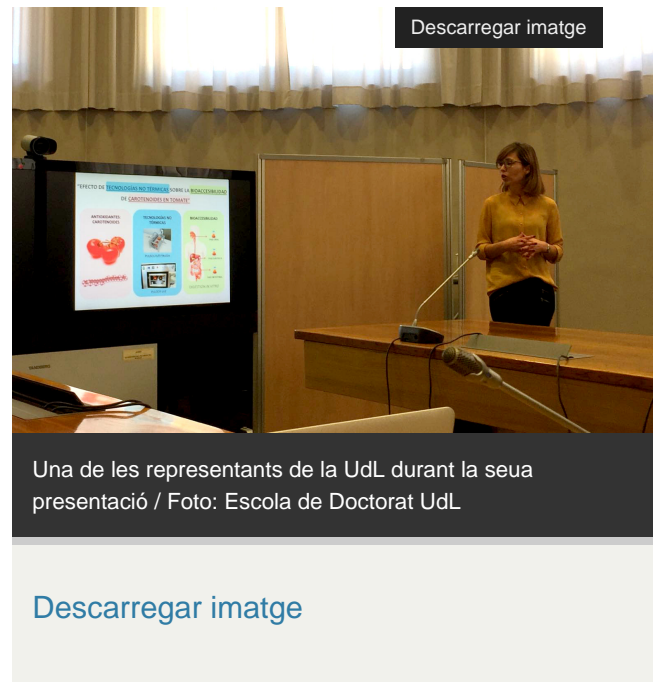 Descarregar imatge
"EFECTO DE TECNOLOGÍAS NO TÉRMICAS SOBRE LA BIOACCESIBILIDAD
DE CAROTENOIDES EN TOMATE"
ANTIOXIDANTES
CAROTENOIDES
TECNOLOGÍAS NO
TÉRMICAS
BIOACCESIBILIDAD
Una de les representants de la UdL durant la seua
presentació / Foto: Escola de Doctorat UdL
Descarregar imatge